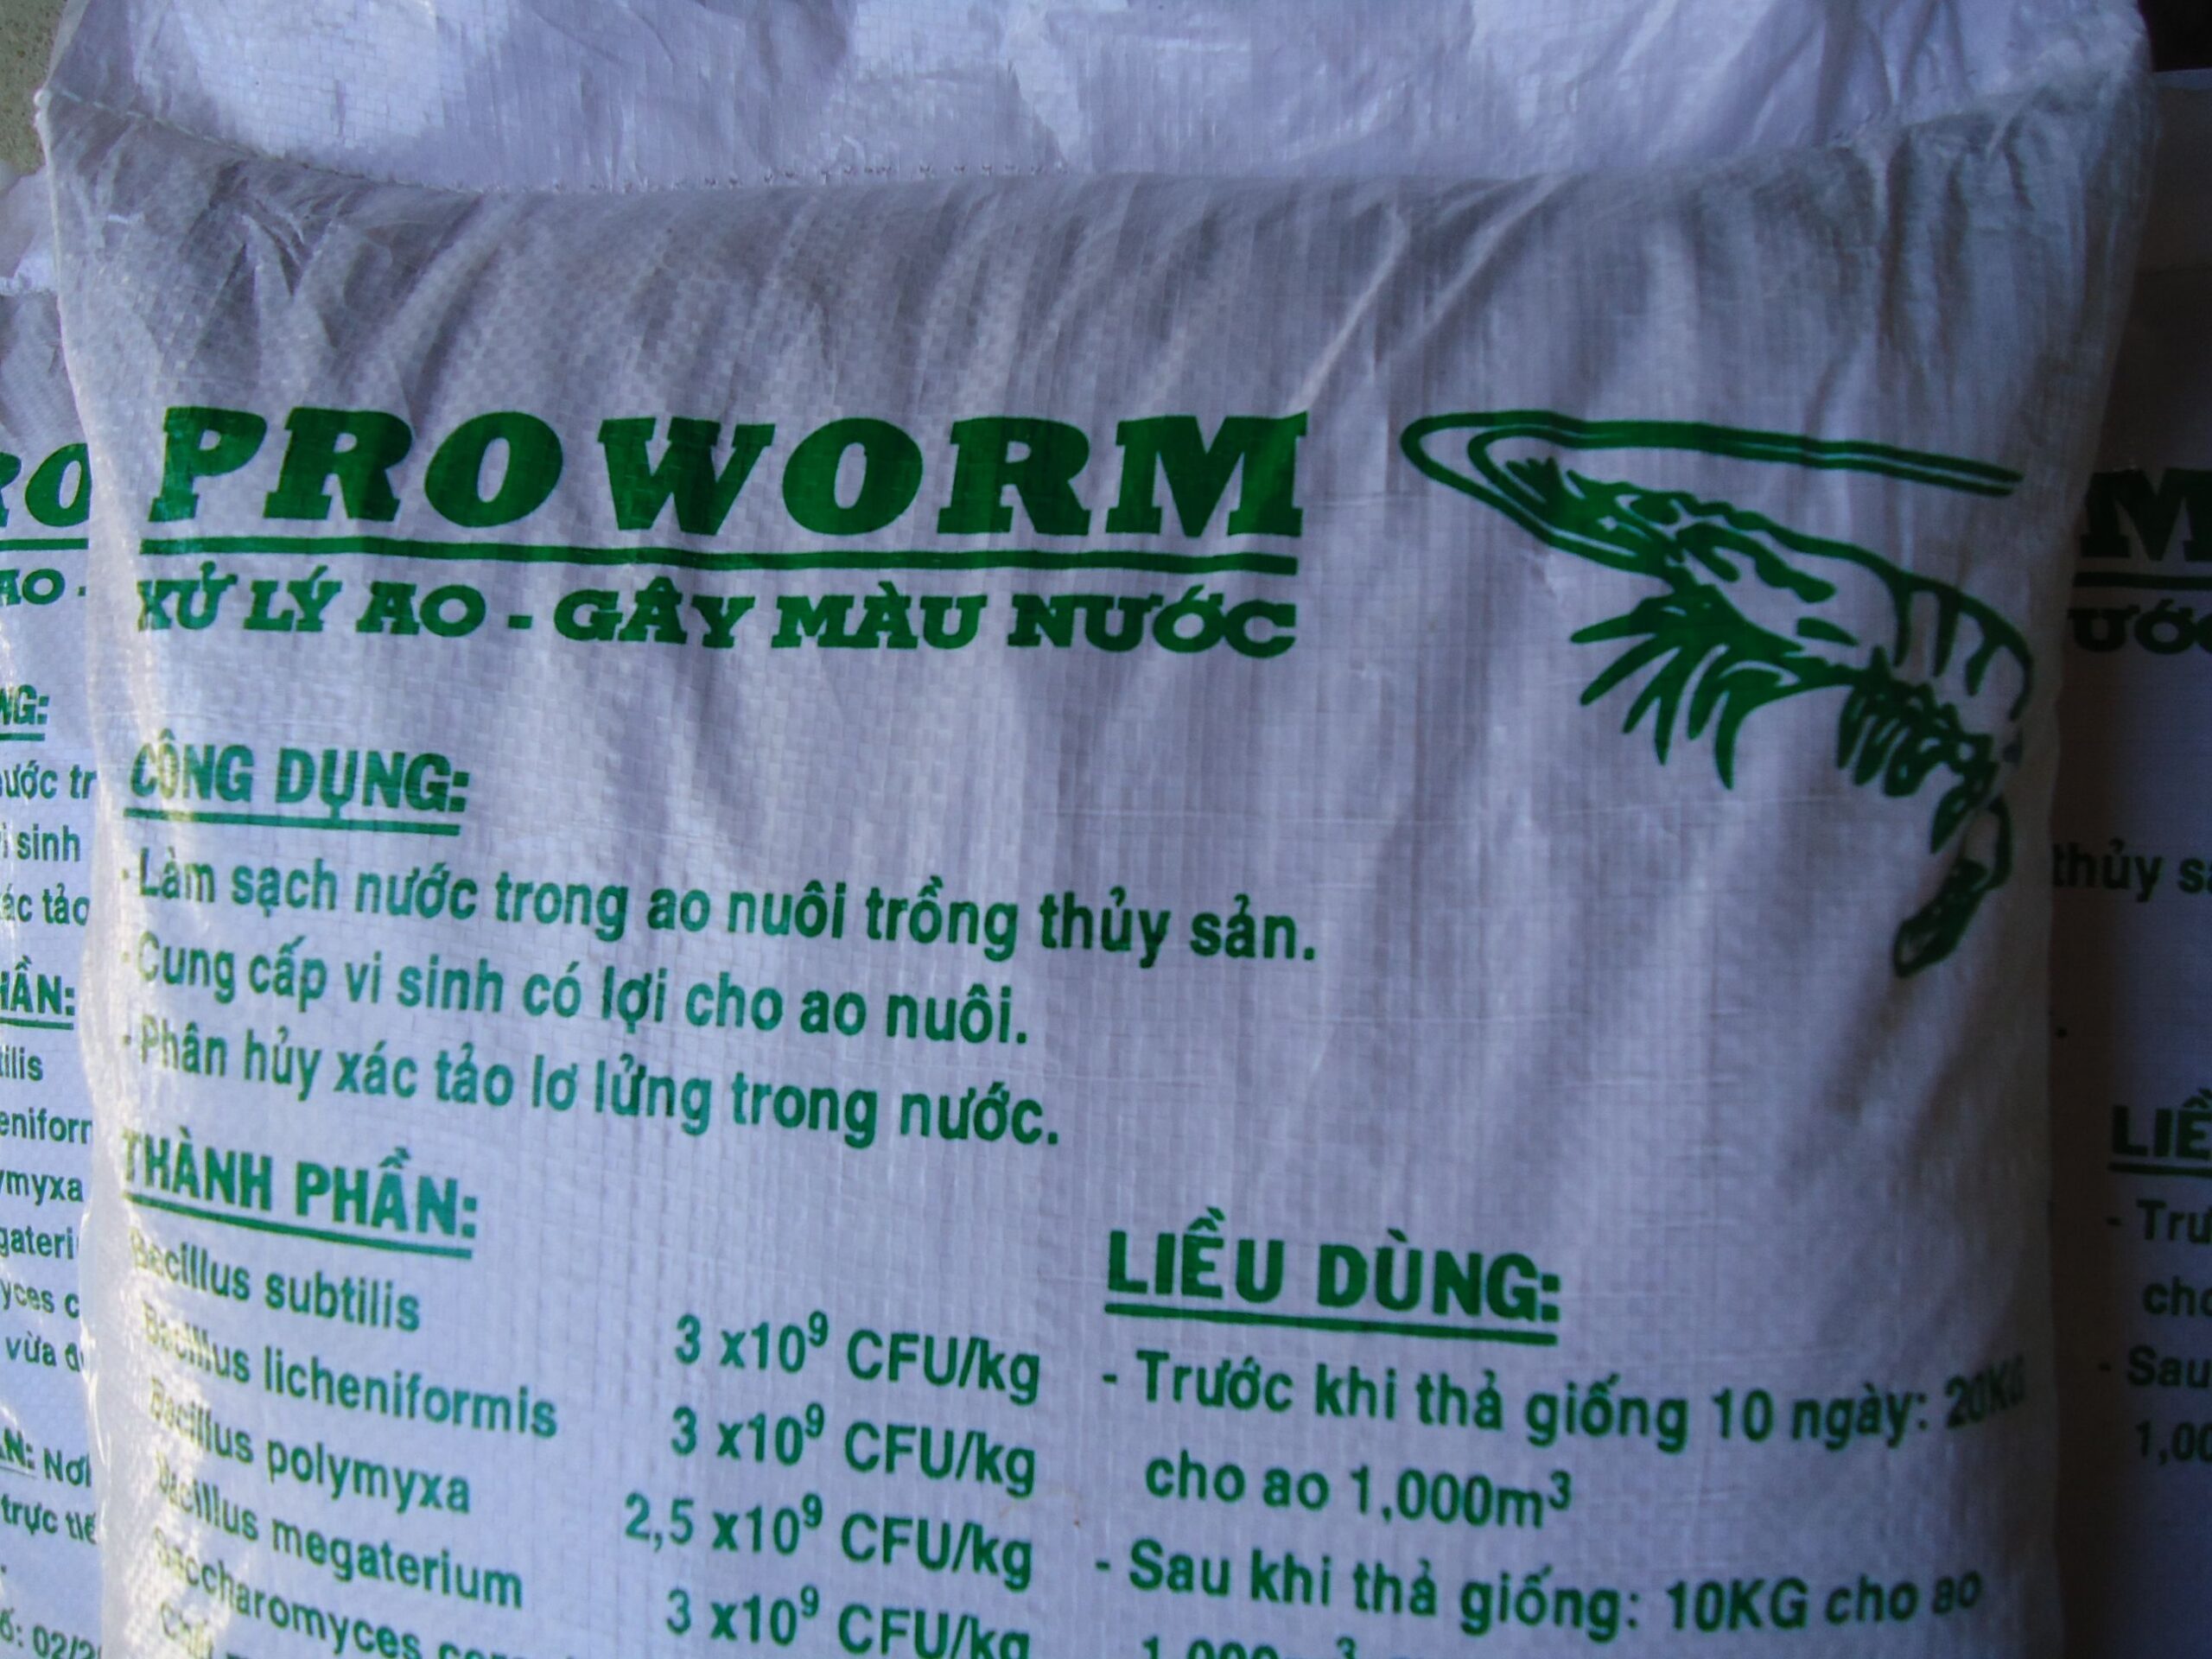 PROWORM
XỬ LÝ AO - GÂY MÀU NƯỚC
CÔNG DỤNG:
- Làm sạch nước trong ao nuôi trồng thủy sản.
- Cung cấp vi sinh có lợi cho ao nuôi.
- Phân hủy xác tảo lơ lửng trong nước.
THÀNH PHẦN:
Bacillus subtilis 3 x10⁹ CFU/kg
Bacillus licheniformis 3 x10⁹ CFU/kg
Bacillus polymyxa 2,5 x10⁹ CFU/kg
Bacillus megaterium 3 x10⁹ CFU/kg
Saccharomyces
LIỀU DÙNG:
- Trước khi thả giống 10 ngày: 20KG
cho ao 1,000m³
- Sau khi thả giống: 10KG cho ao
1,000m³